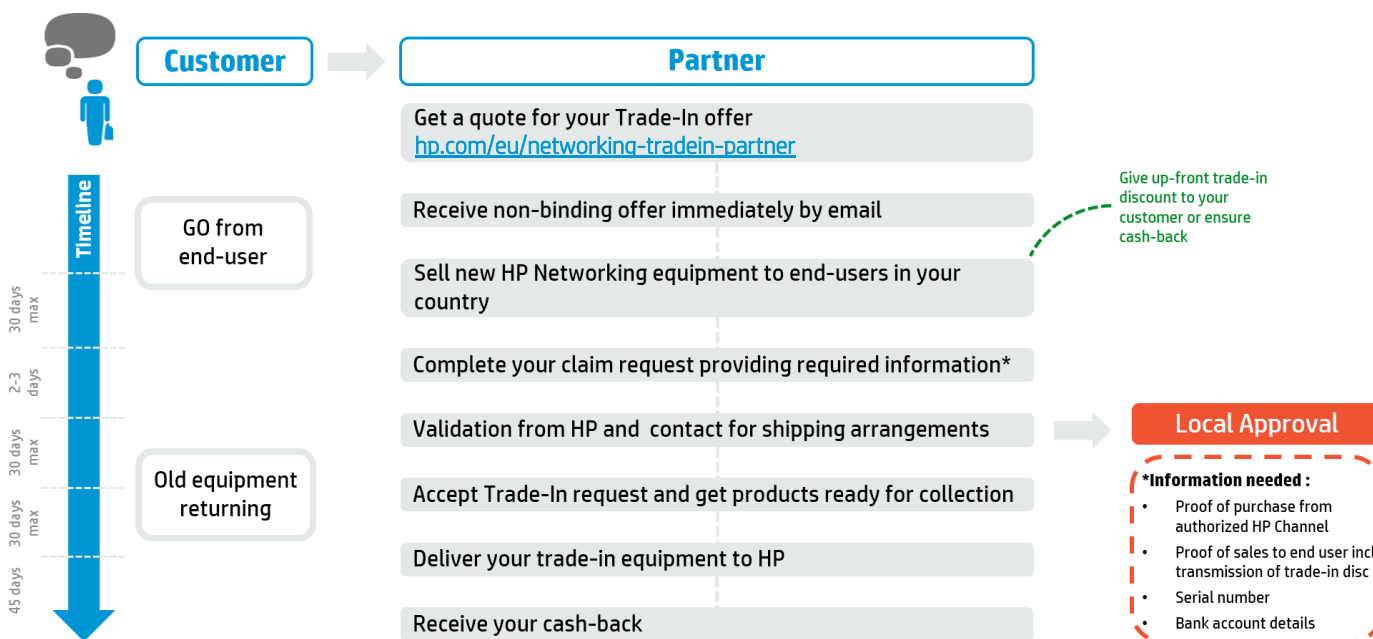 Customer
Partner
Get a quote for your Trade-In offer
hp.com/eu/networking-tradein-partner
Timeline
GO from
end-user
Receive non-binding offer immediately by email
Give up-front trade-in
discount to your
customer or ensure
cash-back
Sell new HP Networking equipment to end-users in your
country
30 days
max
Complete your claim request providing required information*
2-3
days
Validation from HP and  contact for shipping arrangements
Local Approval
30 days
max
Old equipment
returning
Accept Trade-In request and get products ready for collection
*Information needed :
• Proof of purchase from
authorized HP Channel
• Proof of sales to end user incl
transmission of trade-in disc
• Serial number
• Bank account details
30 days
max
Deliver your trade-in equipment to HP
45 days
Receive your cash-back